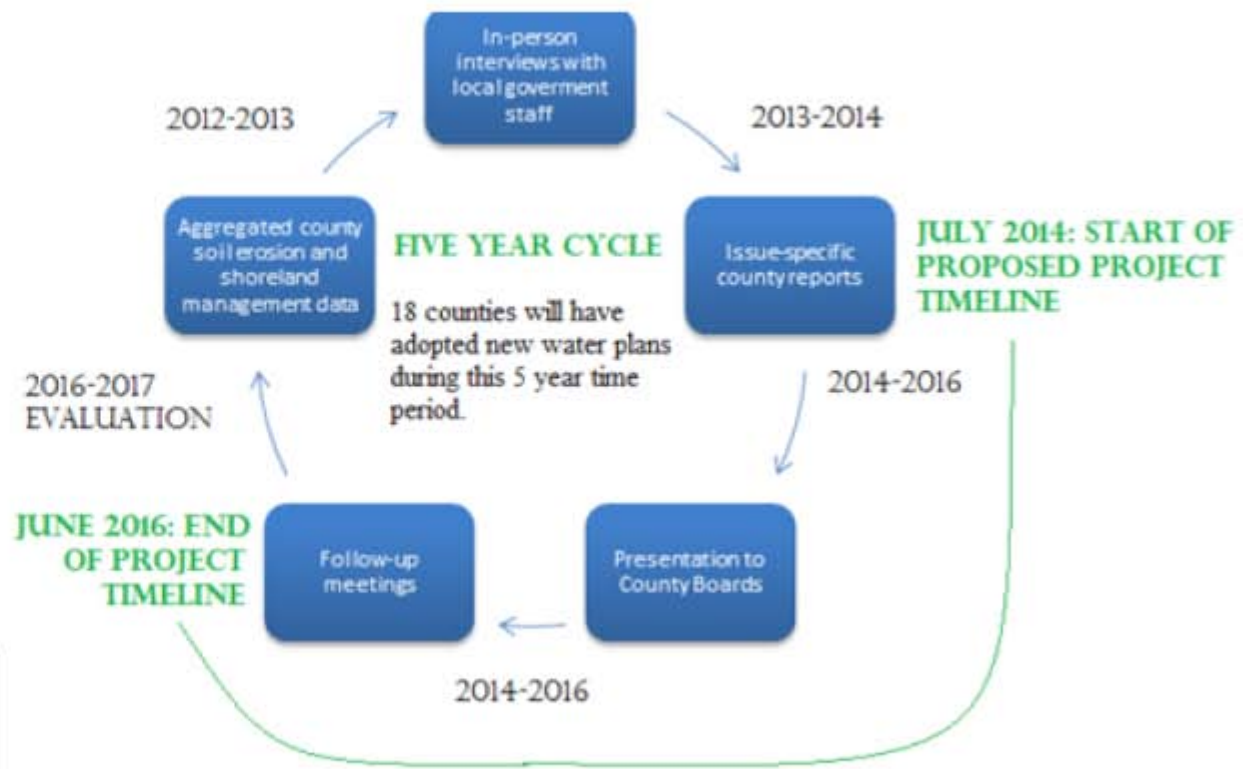 In-person
interviews with
local goverment
staff
2012-2013
2013-2014
Aggregated county
soil erosion and
shoreland
management data
FIVE YEAR CYCLE
18 counties will have
adopted new water plans
during this 5 year time
period.
Issue-specific
county reports
JULY 2014: START OF
PROPOSED PROJECT
TIMELINE
2016-2017
EVALUATION
2014-2016
JUNE 2016: END
OF PROJECT
TIMELINE
Follow-up
meetings
Presentation to
County Boards
2014-2016